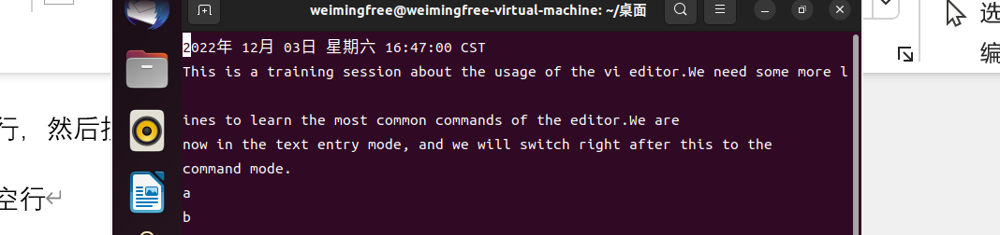 weimingfree@weimingfree-virtual-machine: ~/桌面
选
编
2022年 12月 03日 星期六 16:47:00 CST
This is a training session about the usage of the vi editor.We need some more l
ines to learn the most common commands of the editor.We are
now in the text entry mode, and we will switch right after this to the
command mode.
a
b
行，然后
空行